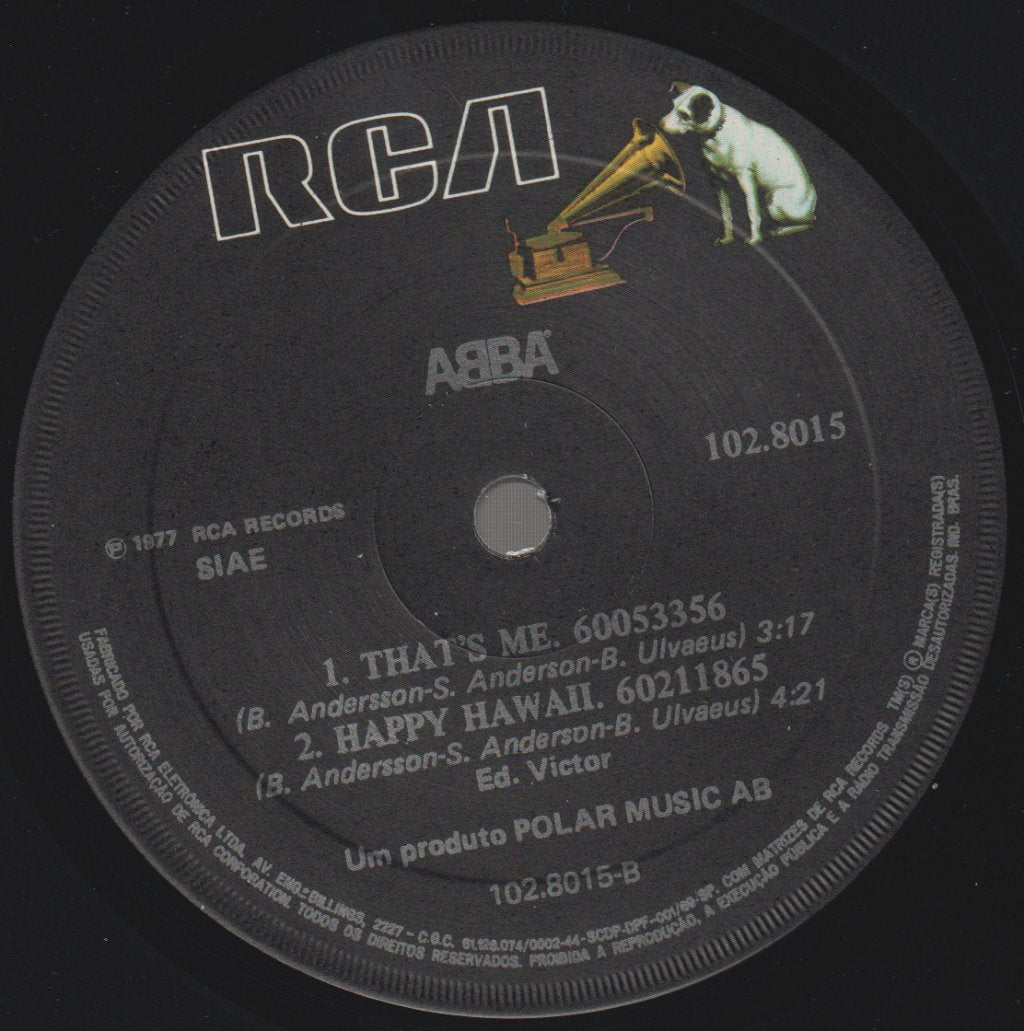 RCA
ABBA®
102.8015
Ⓟ 1977 RCA RECORDS
SIAE
1. THAT'S ME. 60053356
(B. Andersson-S. Anderson-B. Ulvaeus) 3:17
2. HAPPY HAWAII. 60211865
(B. Andersson-S. Anderson-B. Ulvaeus) 4:21
Ed. Victor
Um produto POLAR MUSIC AB
102.8015-B
FABRICADO POR RCA ELETRÔNICA LTDA. AV. ENG.º BILLINGS, 2227 - C.G.C. 61.128.074/0002-44-SCDP-DPF-001/69-SP. COM MATRIZES DE RCA RECORDS TM(S) ® MARCA(S) REGISTRADA(S)
USADAS POR AUTORIZAÇÃO DE RCA CORPORATION. TODOS OS DIREITOS RESERVADOS. PROIBIDA A REPRODUÇÃO, A EXECUÇÃO PÚBLICA E A RADIO TRANSMISSÃO DESAUTORIZADAS. IND. BRAS.